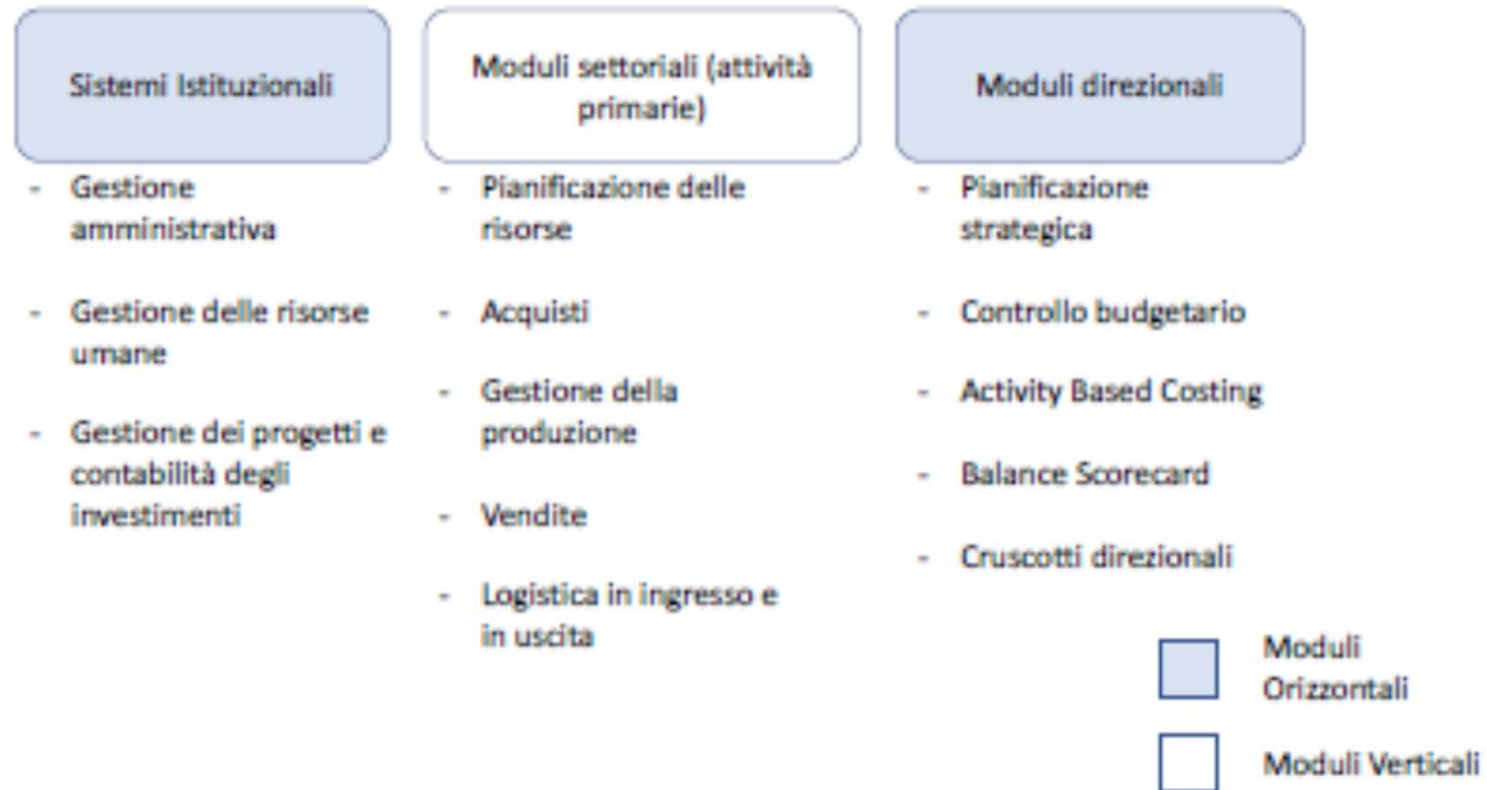 Sistemi Istituzionali
- Gestione
amministrativa
- Gestione delle risorse
umane
- Gestione dei progetti e
contabilità degli
investimenti
Moduli settoriali (attività
primarie)
- Pianificazione delle
risorse
- Acquisti
- Gestione della
produzione
- Vendite
- Logistica in ingresso e
in uscita
Moduli direzionali
- Pianificazione
strategica
- Controllo budgetario
- Activity Based Costing
- Balance Scorecard
- Cruscotti direzionali
Moduli
Orizzontali
Moduli Verticali